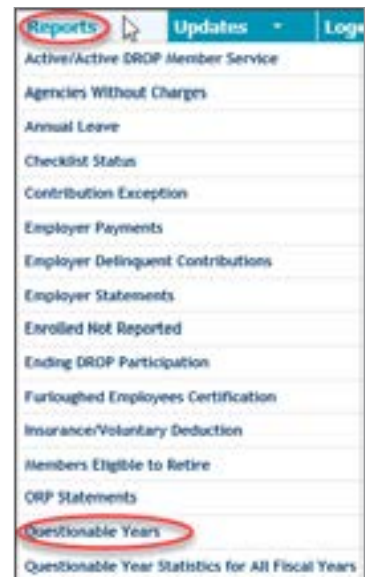 Reports Updates
Active/Active DROP Member Service
Agencies Without Charges
Annual Leave
Checklist Status
Contribution Exception
Employer Payments
Employer Delinquent Contributions
Employer Statements
Enrolled Not Reported
Ending DROP Participation
Furloughed Employees Certification
Insurance/Voluntary Deduction
Members Eligible to Retire
ORP Statements
Questionable Years
Questionable Year Statistics for All Fiscal Years